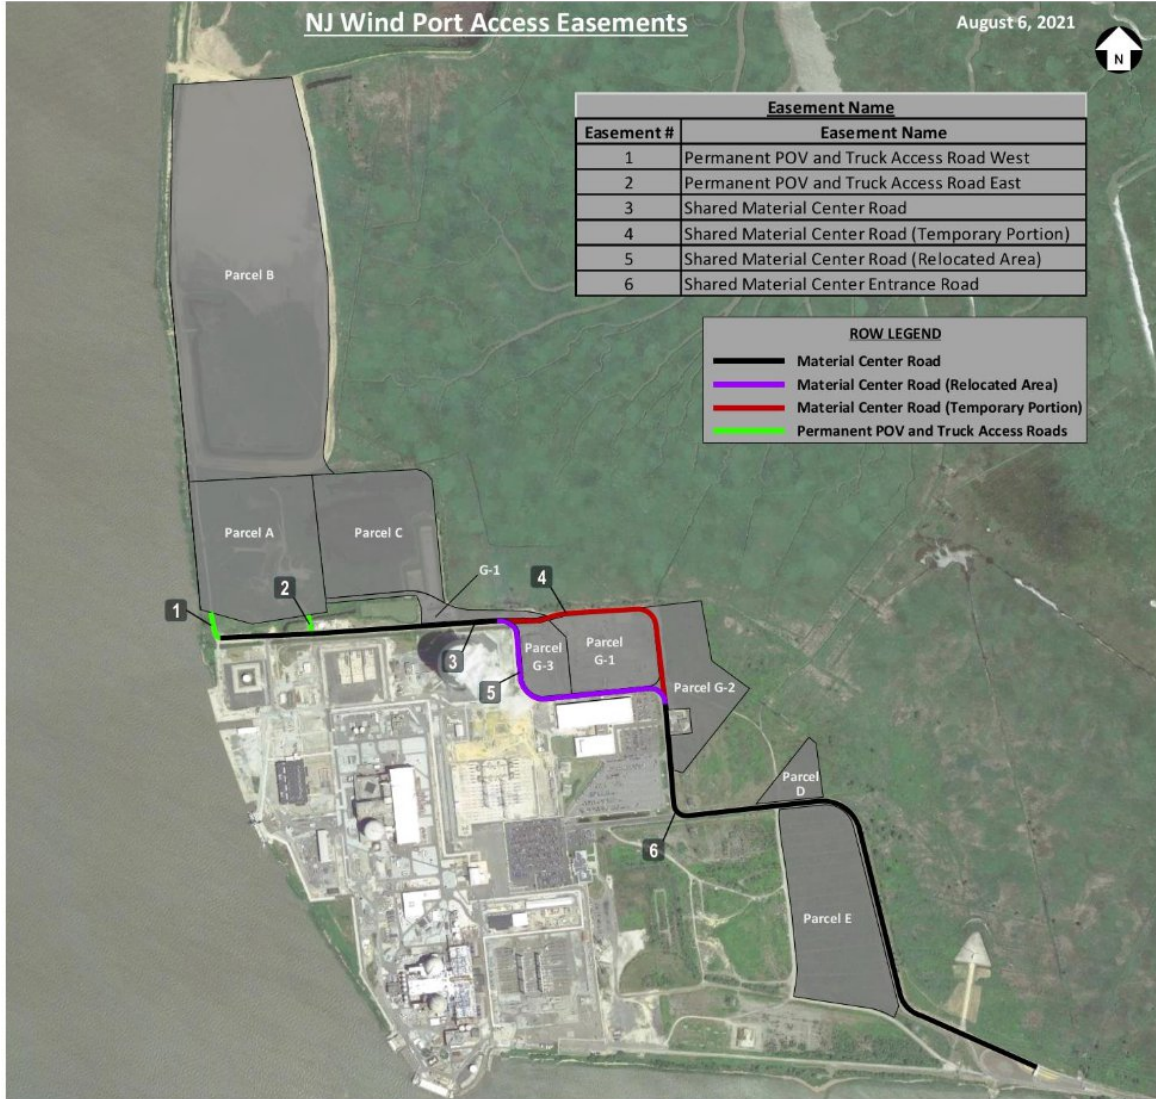 NJ Wind Port Access Easements
August 6, 2021
N
Easement Name
Easement # Easement Name
1 Permanent POV and Truck Access Road West
2 Permanent POV and Truck Access Road East
3 Shared Material Center Road
4 Shared Material Center Road (Temporary Portion)
5 Shared Material Center Road (Relocated Area)
6 Shared Material Center Entrance Road
ROW LEGEND
Material Center Road
Material Center Road (Relocated Area)
Material Center Road (Temporary Portion)
Permanent POV and Truck Access Roads
Parcel B
Parcel A
Parcel C
G-1
4
2
1
3
Parcel
G-3
Parcel
G-1
5
Parcel G-2
Parcel
D
6
Parcel E